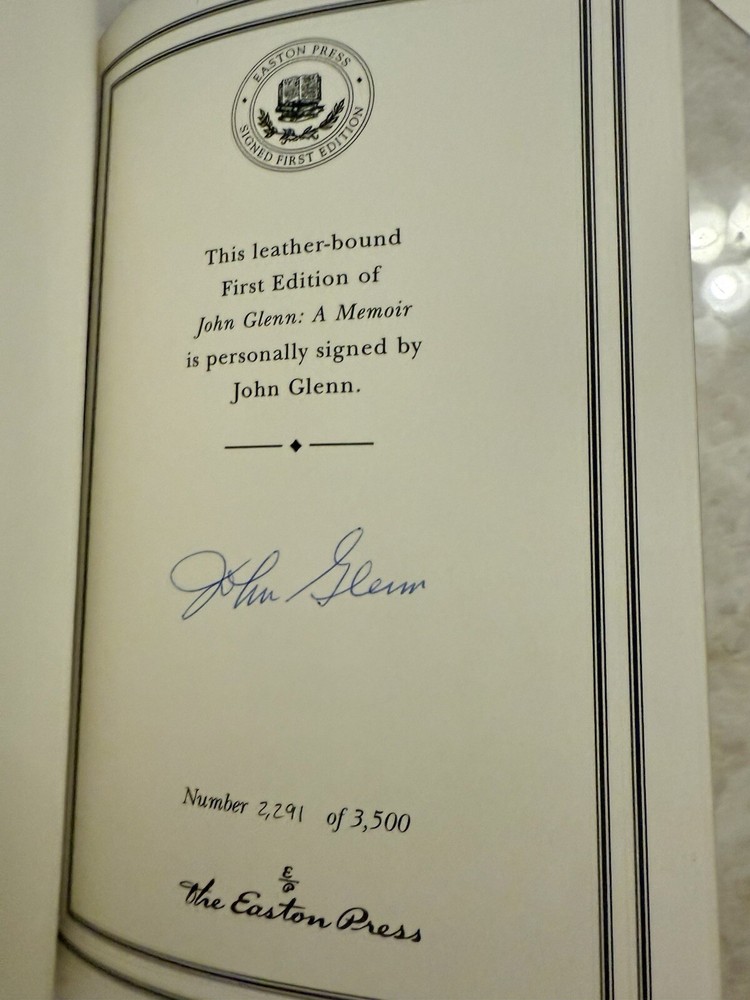 EASTON PRESS
SIGNED FIRST EDITION
This leather-bound
First Edition of
John Glenn: A Memoir
is personally signed by
John Glenn.
John Glenn
Number 2,291 of 3,500
E
P
The Easton Press